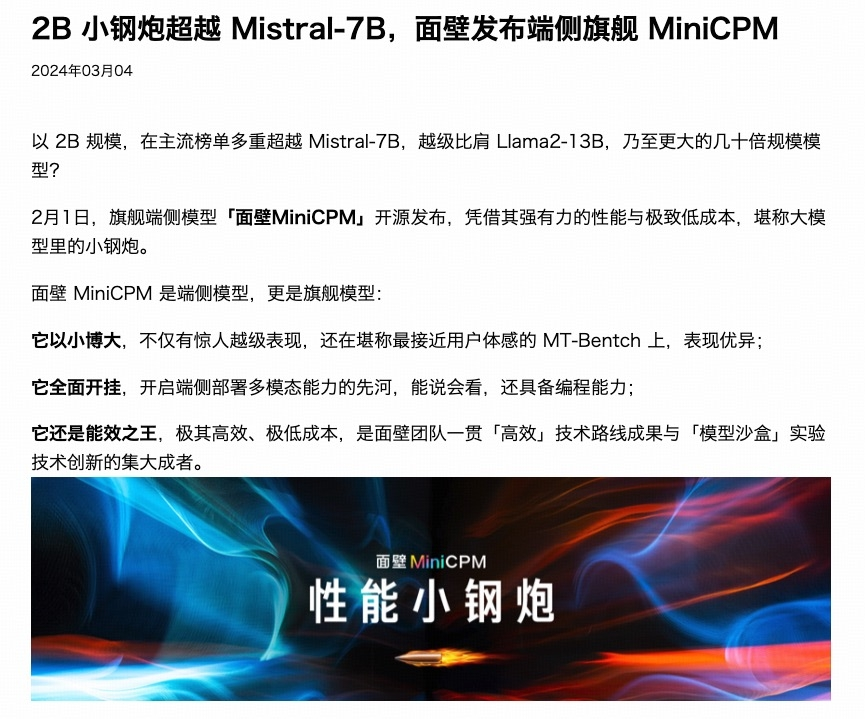 2B 小钢炮超越 Mistral-7B，面壁发布端侧旗舰 MiniCPM
2024年03月04
以 2B 规模，在主流榜单多重超越 Mistral-7B，越级比肩 Llama2-13B，乃至更大的几十倍规模模
型？
2月1日，旗舰端侧模型「面壁MiniCPM」开源发布，凭借其强有力的性能与极致低成本，堪称大模
型里的小钢炮。
面壁 MiniCPM 是端侧模型，更是旗舰模型：
它以小博大，不仅有惊人越级表现，还在堪称最接近用户体感的 MT-Bentch 上，表现优异；
它全面开挂，开启端侧部署多模态能力的先河，能说会看，还具备编程能力；
它还是能效之王，极其高效、极低成本，是面壁团队一贯「高效」技术路线成果与「模型沙盒」实验
技术创新的集大成者。
面壁 MiniCPM
性能小钢炮